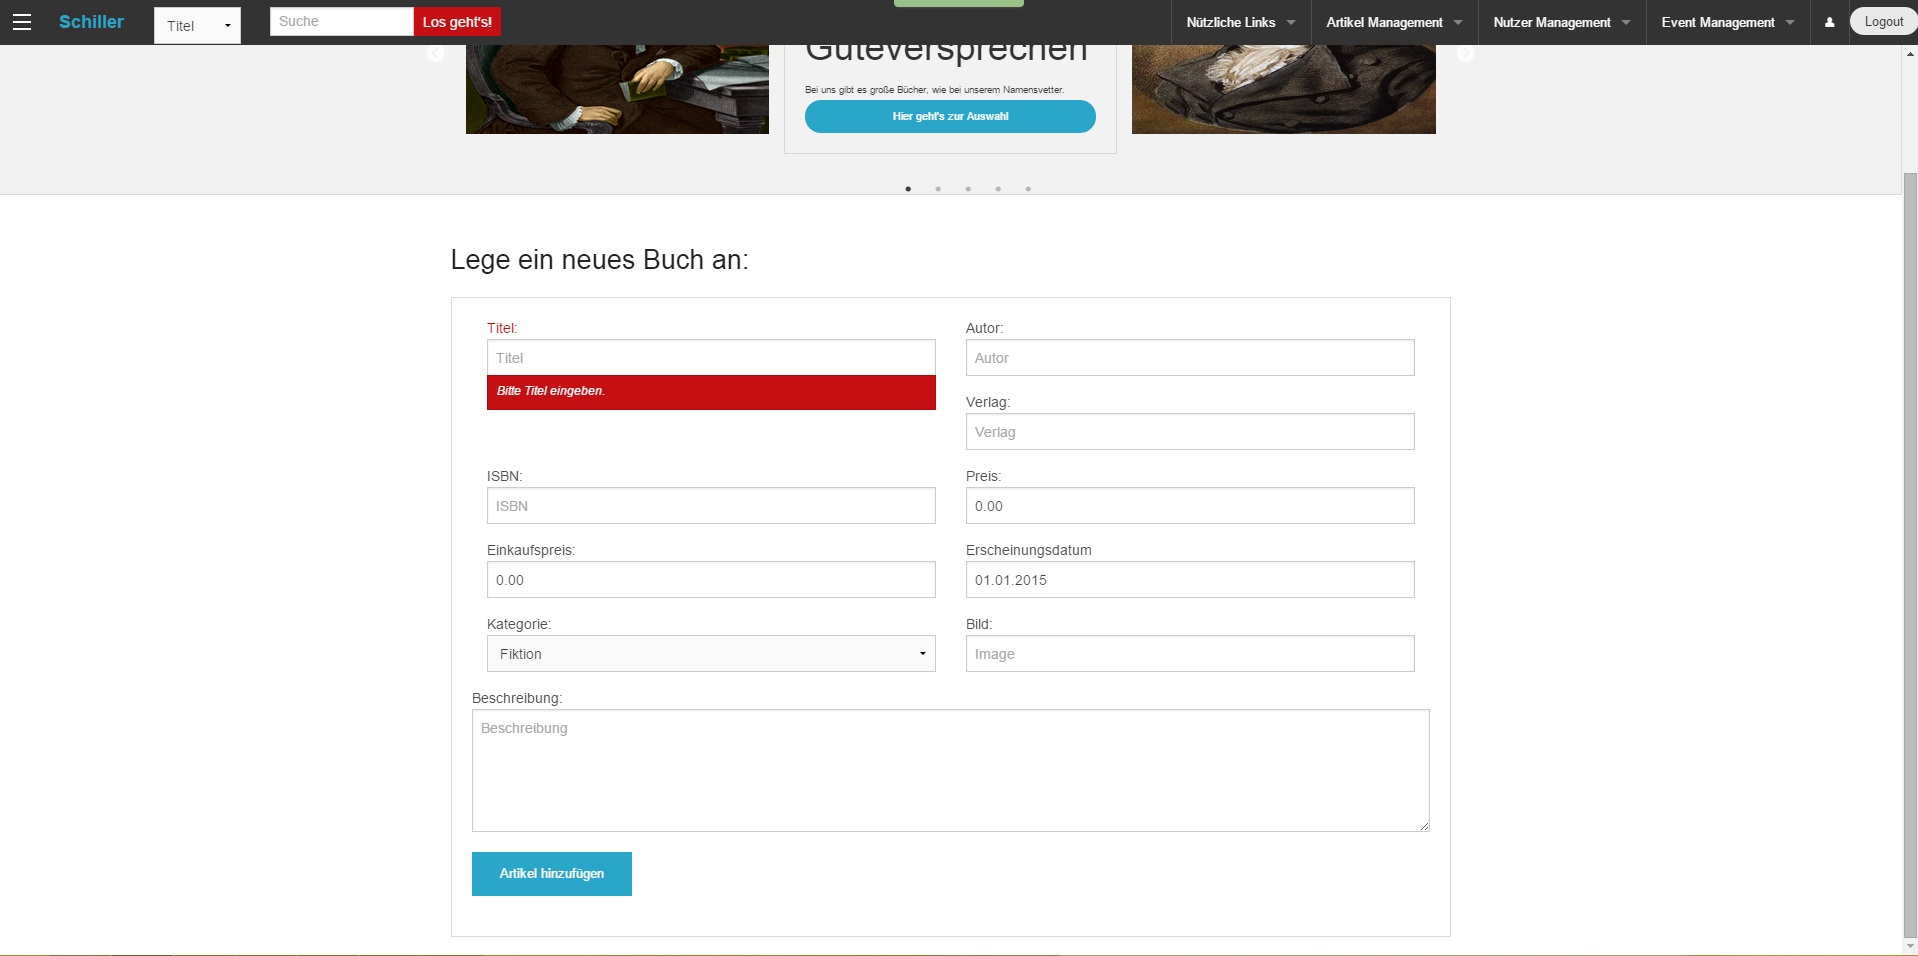 Schiller
Titel
Suche
Los geht's!
Nützliche Links
Artikel Management
Nutzer Management
Event Management
Logout
Guteversprechen
Bei uns gibt es große Bücher, wie bei unserem Namensvetter.
Hier geht's zur Auswahl
Lege ein neues Buch an:
Titel:
Titel
Bitte Titel eingeben.
Autor:
Autor
Verlag:
Verlag
ISBN:
ISBN
Preis:
0.00
Einkaufspreis:
0.00
Erscheinungsdatum
01.01.2015
Kategorie:
Fiktion
Bild:
Image
Beschreibung:
Beschreibung
Artikel hinzufügen